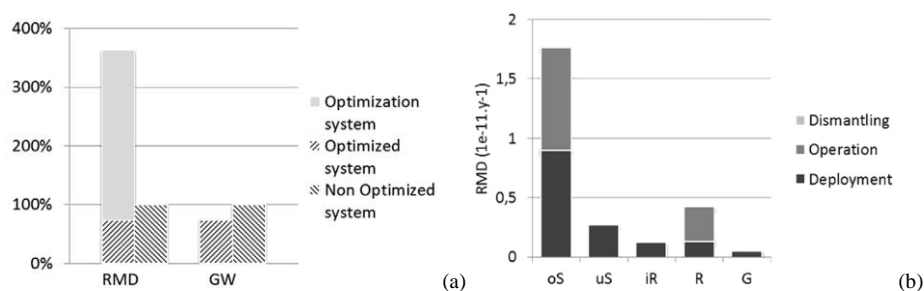 400%
300%
200%
100%
0%
RMD
GW
Optimization
system
Optimized
system
Non Optimized
system
(a)
RMD (1e-11.y-1)
2
1,5
1
0,5
0
oS
uS
iR
R
G
Dismantling
Operation
Deployment
(b)